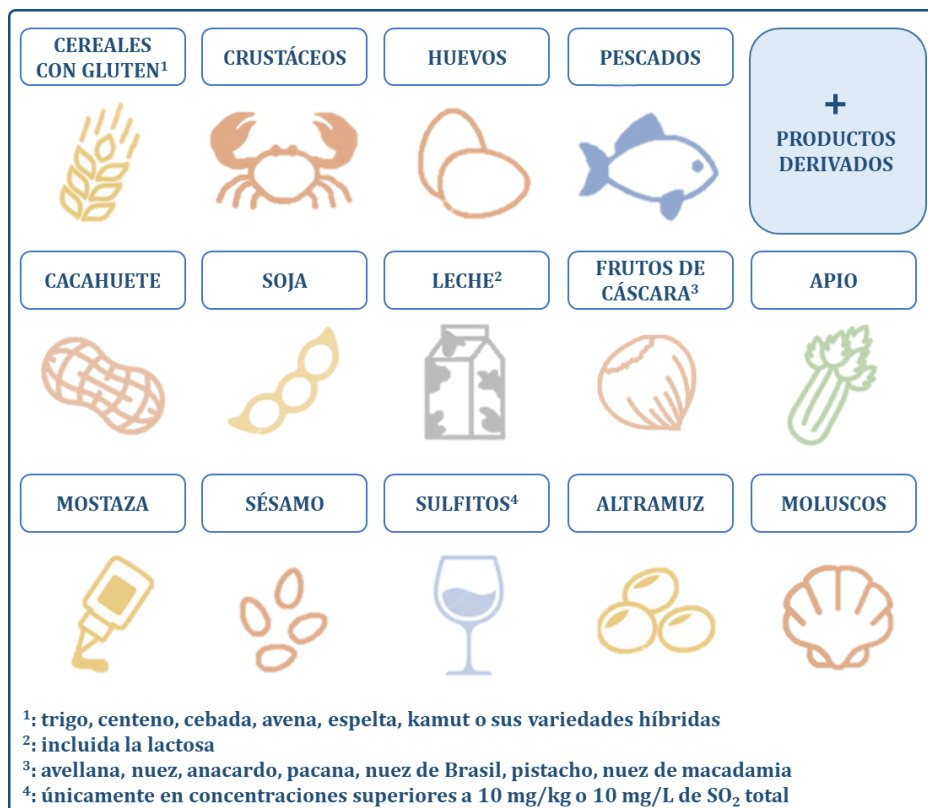 CEREALES
CON GLUTEN¹
CRUSTÁCEOS
HUEVOS
PESCADOS
+
PRODUCTOS
DERIVADOS
CACAHUETE
SOJA
LECHE²
FRUTOS DE
CÁSCARA³
APIO
MOSTAZA
SÉSAMO
SULFITOS⁴
ALTRAMUZ
MOLUSCOS
¹: trigo, centeno, cebada, avena, espelta, kamut o sus variedades híbridas
²: incluida la lactosa
³: avellana, nuez, anacardo, pacana, nuez de Brasil, pistacho, nuez de macadamia
⁴: únicamente en concentraciones superiores a 10 mg/kg o 10 mg/L de SO₂ total